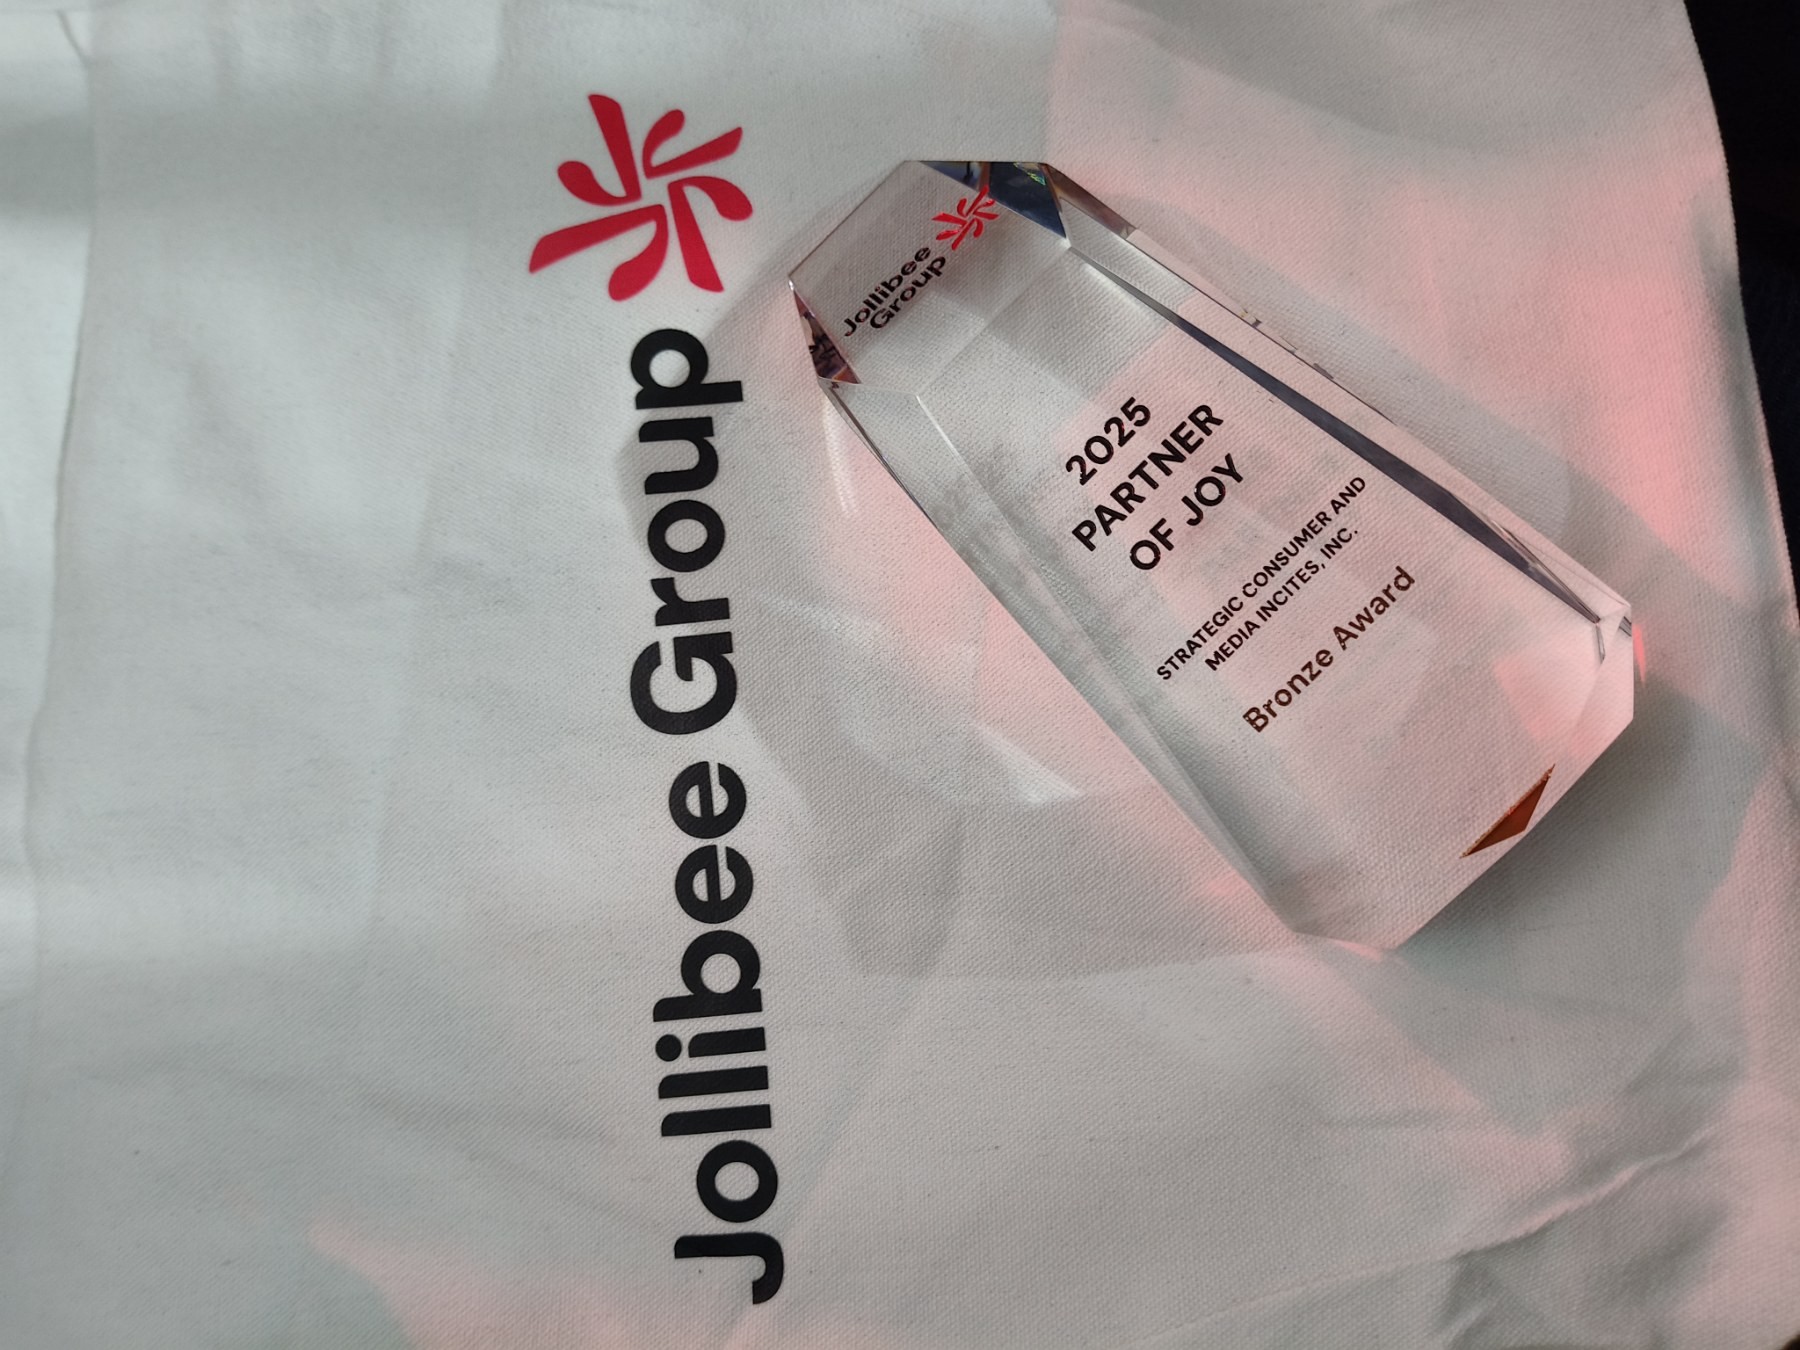 Jollibee Group
Jollibee
Group
2025
PARTNER
OF JOY
STRATEGIC CONSUMER AND
MEDIA INCITES, INC.
Bronze Award